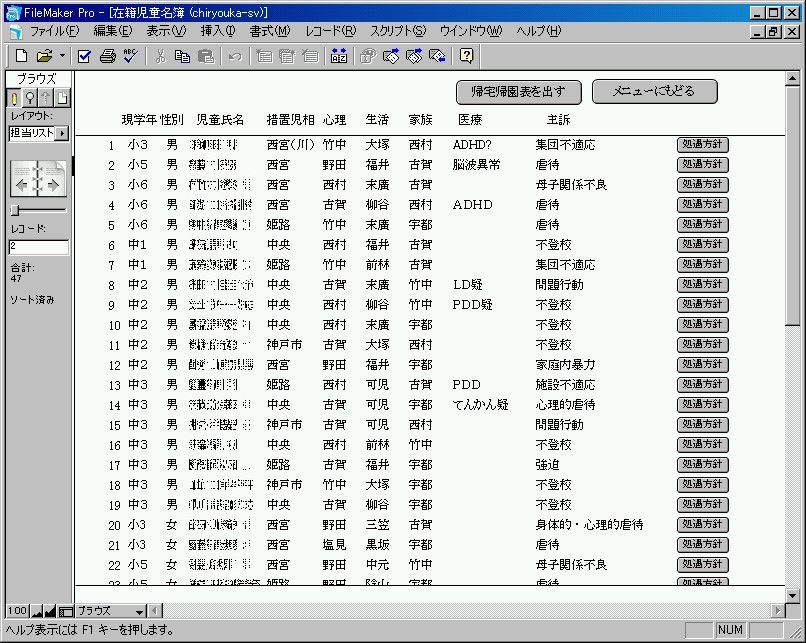 FileMaker Pro - [在籍児童名簿 (chiryouka-sv)]
ファイル(F) 編集(E) 表示(V) 挿入(I) 書式(M) レコード(R) スクリプト(S) ウインドウ(W) ヘルプ(H)
ブラウズ
レイアウト:
担当リスト
レコード:
2
合計:
47
ソート済み
帰宅帰園表を出す メニューにもどる
現学年 性別 児童氏名 措置児相 心理 生活 家族 医療 主訴
1 小3 男 西宮(川) 竹中 大塚 西村 ADHD? 集団不適応 処遇方針
2 小5 男 西宮 野田 福井 古賀 脳波異常 虐待 処遇方針
3 小6 男 西宮 西村 末廣 古賀 母子関係不良 処遇方針
4 小6 男 西宮 古賀 柳谷 西村 ADHD 虐待 処遇方針
5 小6 男 姫路 竹中 末廣 宇都 虐待 処遇方針
6 中1 男 中央 西村 福井 古賀 不登校 処遇方針
7 中1 男 姫路 竹中 前林 宇都 集団不適応 処遇方針
8 中2 男 西宮 古賀 末廣 竹中 LD疑 問題行動 処遇方針
9 中2 男 中央 西村 柳谷 竹中 PDD疑 不登校 処遇方針
10 中2 男 中央 西村 末廣 宇都 不登校 処遇方針
11 中2 男 神戸市 古賀 大塚 西村 不登校 処遇方針
12 中2 男 西宮 野田 福井 宇都 家庭内暴力 処遇方針
13 中3 男 姫路 西村 可児 古賀 PDD 施設不適応 処遇方針
14 中3 男 中央 古賀 可児 宇都 てんかん疑 心理的虐待 処遇方針
15 中3 男 神戸市 古賀 可児 西村 問題行動 処遇方針
16 中3 男 中央 西村 前林 竹中 不登校 処遇方針
17 中3 男 姫路 古賀 福井 宇都 強迫 処遇方針
18 中3 男 神戸市 竹中 大塚 宇都 不登校 処遇方針
19 中3 男 中央 古賀 柳谷 宇都 不登校 処遇方針
20 小3 女 西宮 野田 三笠 古賀 身体的・心理的虐待 処遇方針
21 小3 女 西宮 塩見 黒坂 宇都 虐待 処遇方針
22 小5 女 西宮 野田 中元 竹中 母子関係不良 処遇方針
23 小5 女 姫路 野田 宇都 虐待 処遇方針
100 ブラウズ
ヘルプ表示には F1 キーを押します。 NUM